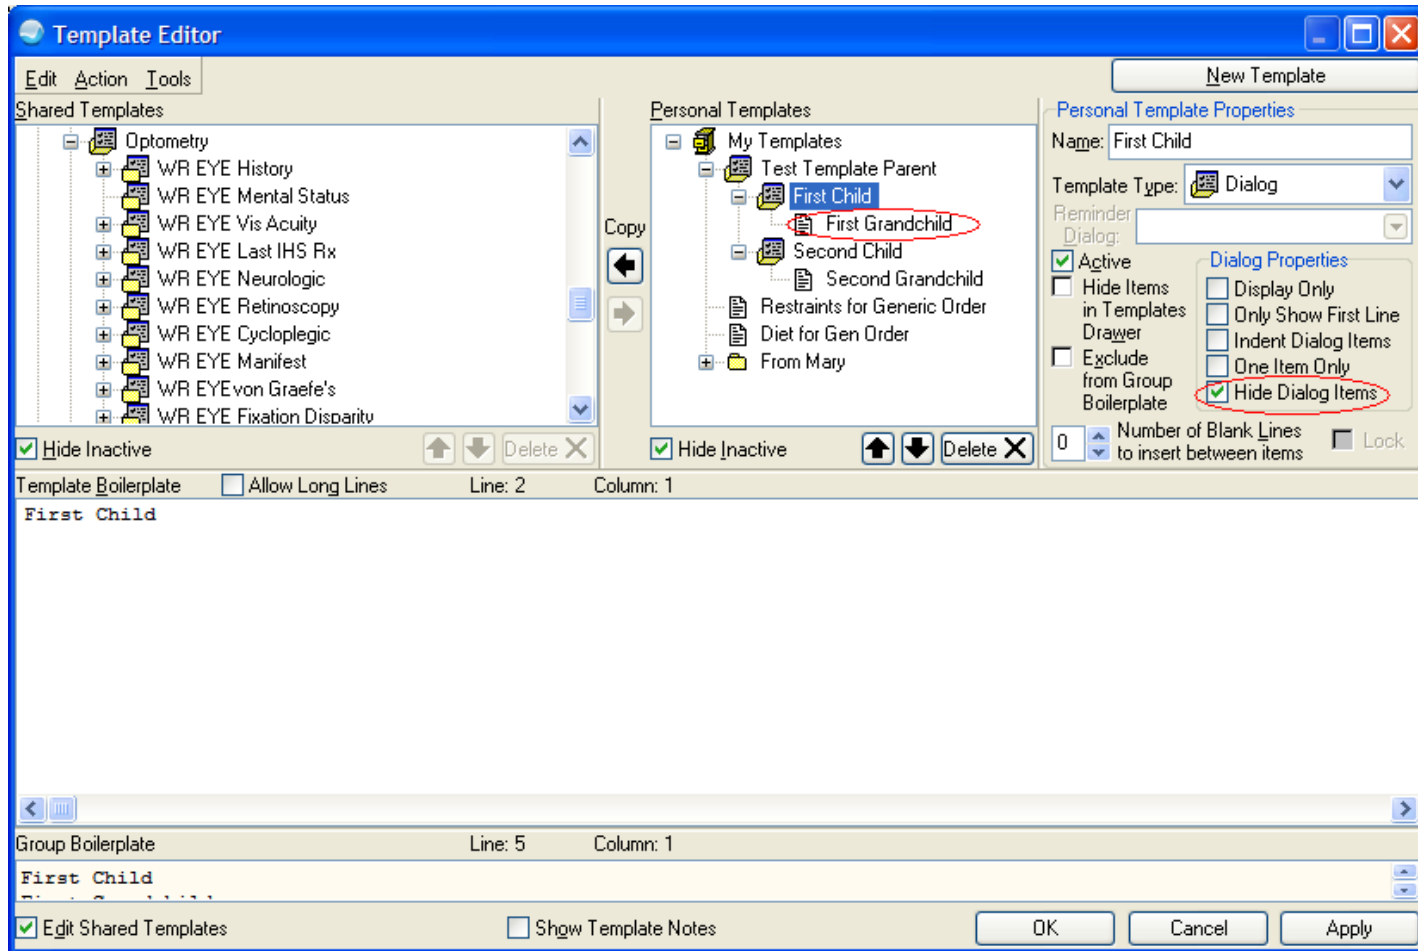 Template Editor
Edit Action Tools
New Template
Shared Templates
Optometry
WR EYE History
WR EYE Mental Status
WR EYE Vis Acuity
WR EYE Last IHS Rx
WR EYE Neurologic
WR EYE Retinoscopy
WR EYE Cycloplegic
WR EYE Manifest
WR EYEvon Graefe's
WR EYE Fixation Disparity
Hide Inactive
Delete
Copy
Personal Templates
My Templates
Test Template Parent
First Child
First Grandchild
Second Child
Second Grandchild
Restraints for Generic Order
Diet for Gen Order
From Mary
Hide Inactive
Delete
Personal Template Properties
Name: First Child
Template Type: Dialog
Reminder
Dialog:
Active
Hide Items
in Templates
Drawer
Exclude
from Group
Boilerplate
Dialog Properties
Display Only
Only Show First Line
Indent Dialog Items
One Item Only
Hide Dialog Items
0 Number of Blank Lines
to insert between items
Lock
Template Boilerplate Allow Long Lines Line: 2 Column: 1
First Child
Group Boilerplate Line: 5 Column: 1
First Child
Edit Shared Templates Show Template Notes OK Cancel Apply